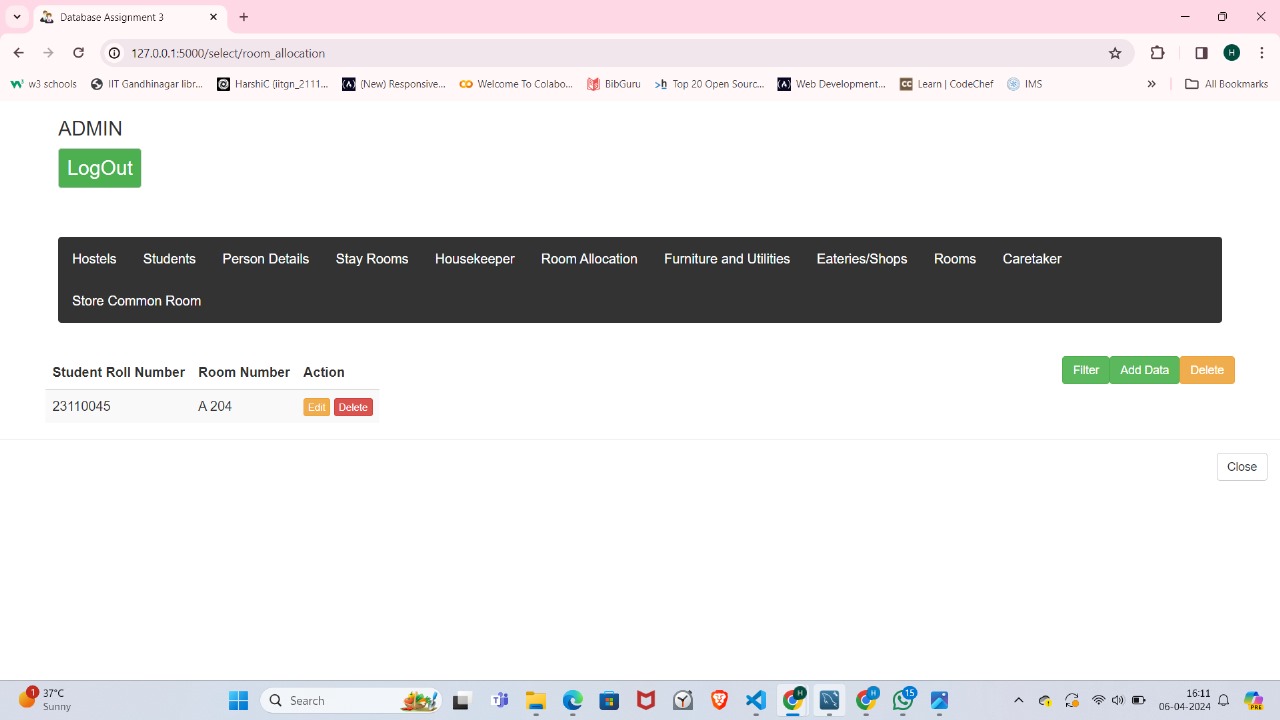 Database Assignment 3
127.0.0.1:5000/select/room_allocation
H
w3 schools
IIT Gandhinagar libr...
HarshiC (iitgn_2111...
(New) Responsive...
Welcome To Colabo...
BibGuru
Top 20 Open Sourc...
Web Development...
Learn | CodeChef
IMS
All Bookmarks
ADMIN
LogOut
Hostels Students Person Details Stay Rooms Housekeeper Room Allocation Furniture and Utilities Eateries/Shops Rooms Caretaker
Store Common Room
Student Roll Number Room Number Action
Filter Add Data Delete
23110045 A 204 Edit Delete
Close
1
37°C
Sunny
Search
H
H
15
16:11
06-04-2024
PRE